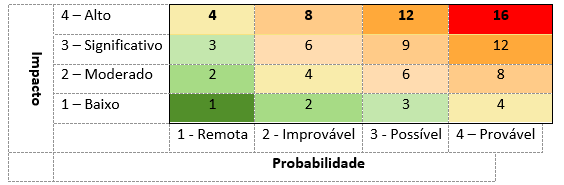 Impacto
4 – Alto 4 8 12 16
3 – Significativo 3 6 9 12
2 – Moderado 2 4 6 8
1 – Baixo 1 2 3 4
1 - Remota 2 - Improvável 3 - Possível 4 – Provável
Probabilidade